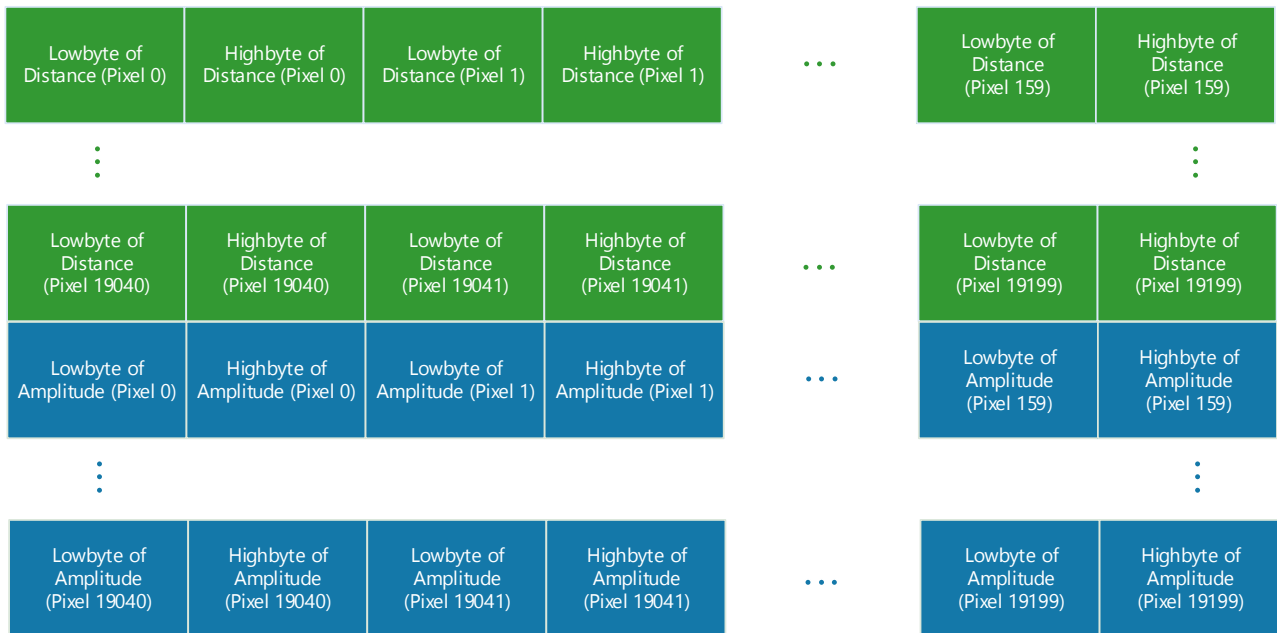 Lowbyte of
Distance (Pixel 0)
Highbyte of
Distance (Pixel 0)
Lowbyte of
Distance (Pixel 1)
Highbyte of
Distance (Pixel 1)
Lowbyte of
Distance
(Pixel 159)
Highbyte of
Distance
(Pixel 159)
Lowbyte of
Distance
(Pixel 19040)
Highbyte of
Distance
(Pixel 19040)
Lowbyte of
Distance
(Pixel 19041)
Highbyte of
Distance
(Pixel 19041)
Lowbyte of
Distance
(Pixel 19199)
Highbyte of
Distance
(Pixel 19199)
Lowbyte of
Amplitude (Pixel 0)
Highbyte of
Amplitude (Pixel 0)
Lowbyte of
Amplitude (Pixel 1)
Highbyte of
Amplitude (Pixel 1)
Lowbyte of
Amplitude
(Pixel 159)
Highbyte of
Amplitude
(Pixel 159)
Lowbyte of
Amplitude
(Pixel 19040)
Highbyte of
Amplitude
(Pixel 19040)
Lowbyte of
Amplitude
(Pixel 19041)
Highbyte of
Amplitude
(Pixel 19041)
Lowbyte of
Amplitude
(Pixel 19199)
Highbyte of
Amplitude
(Pixel 19199)